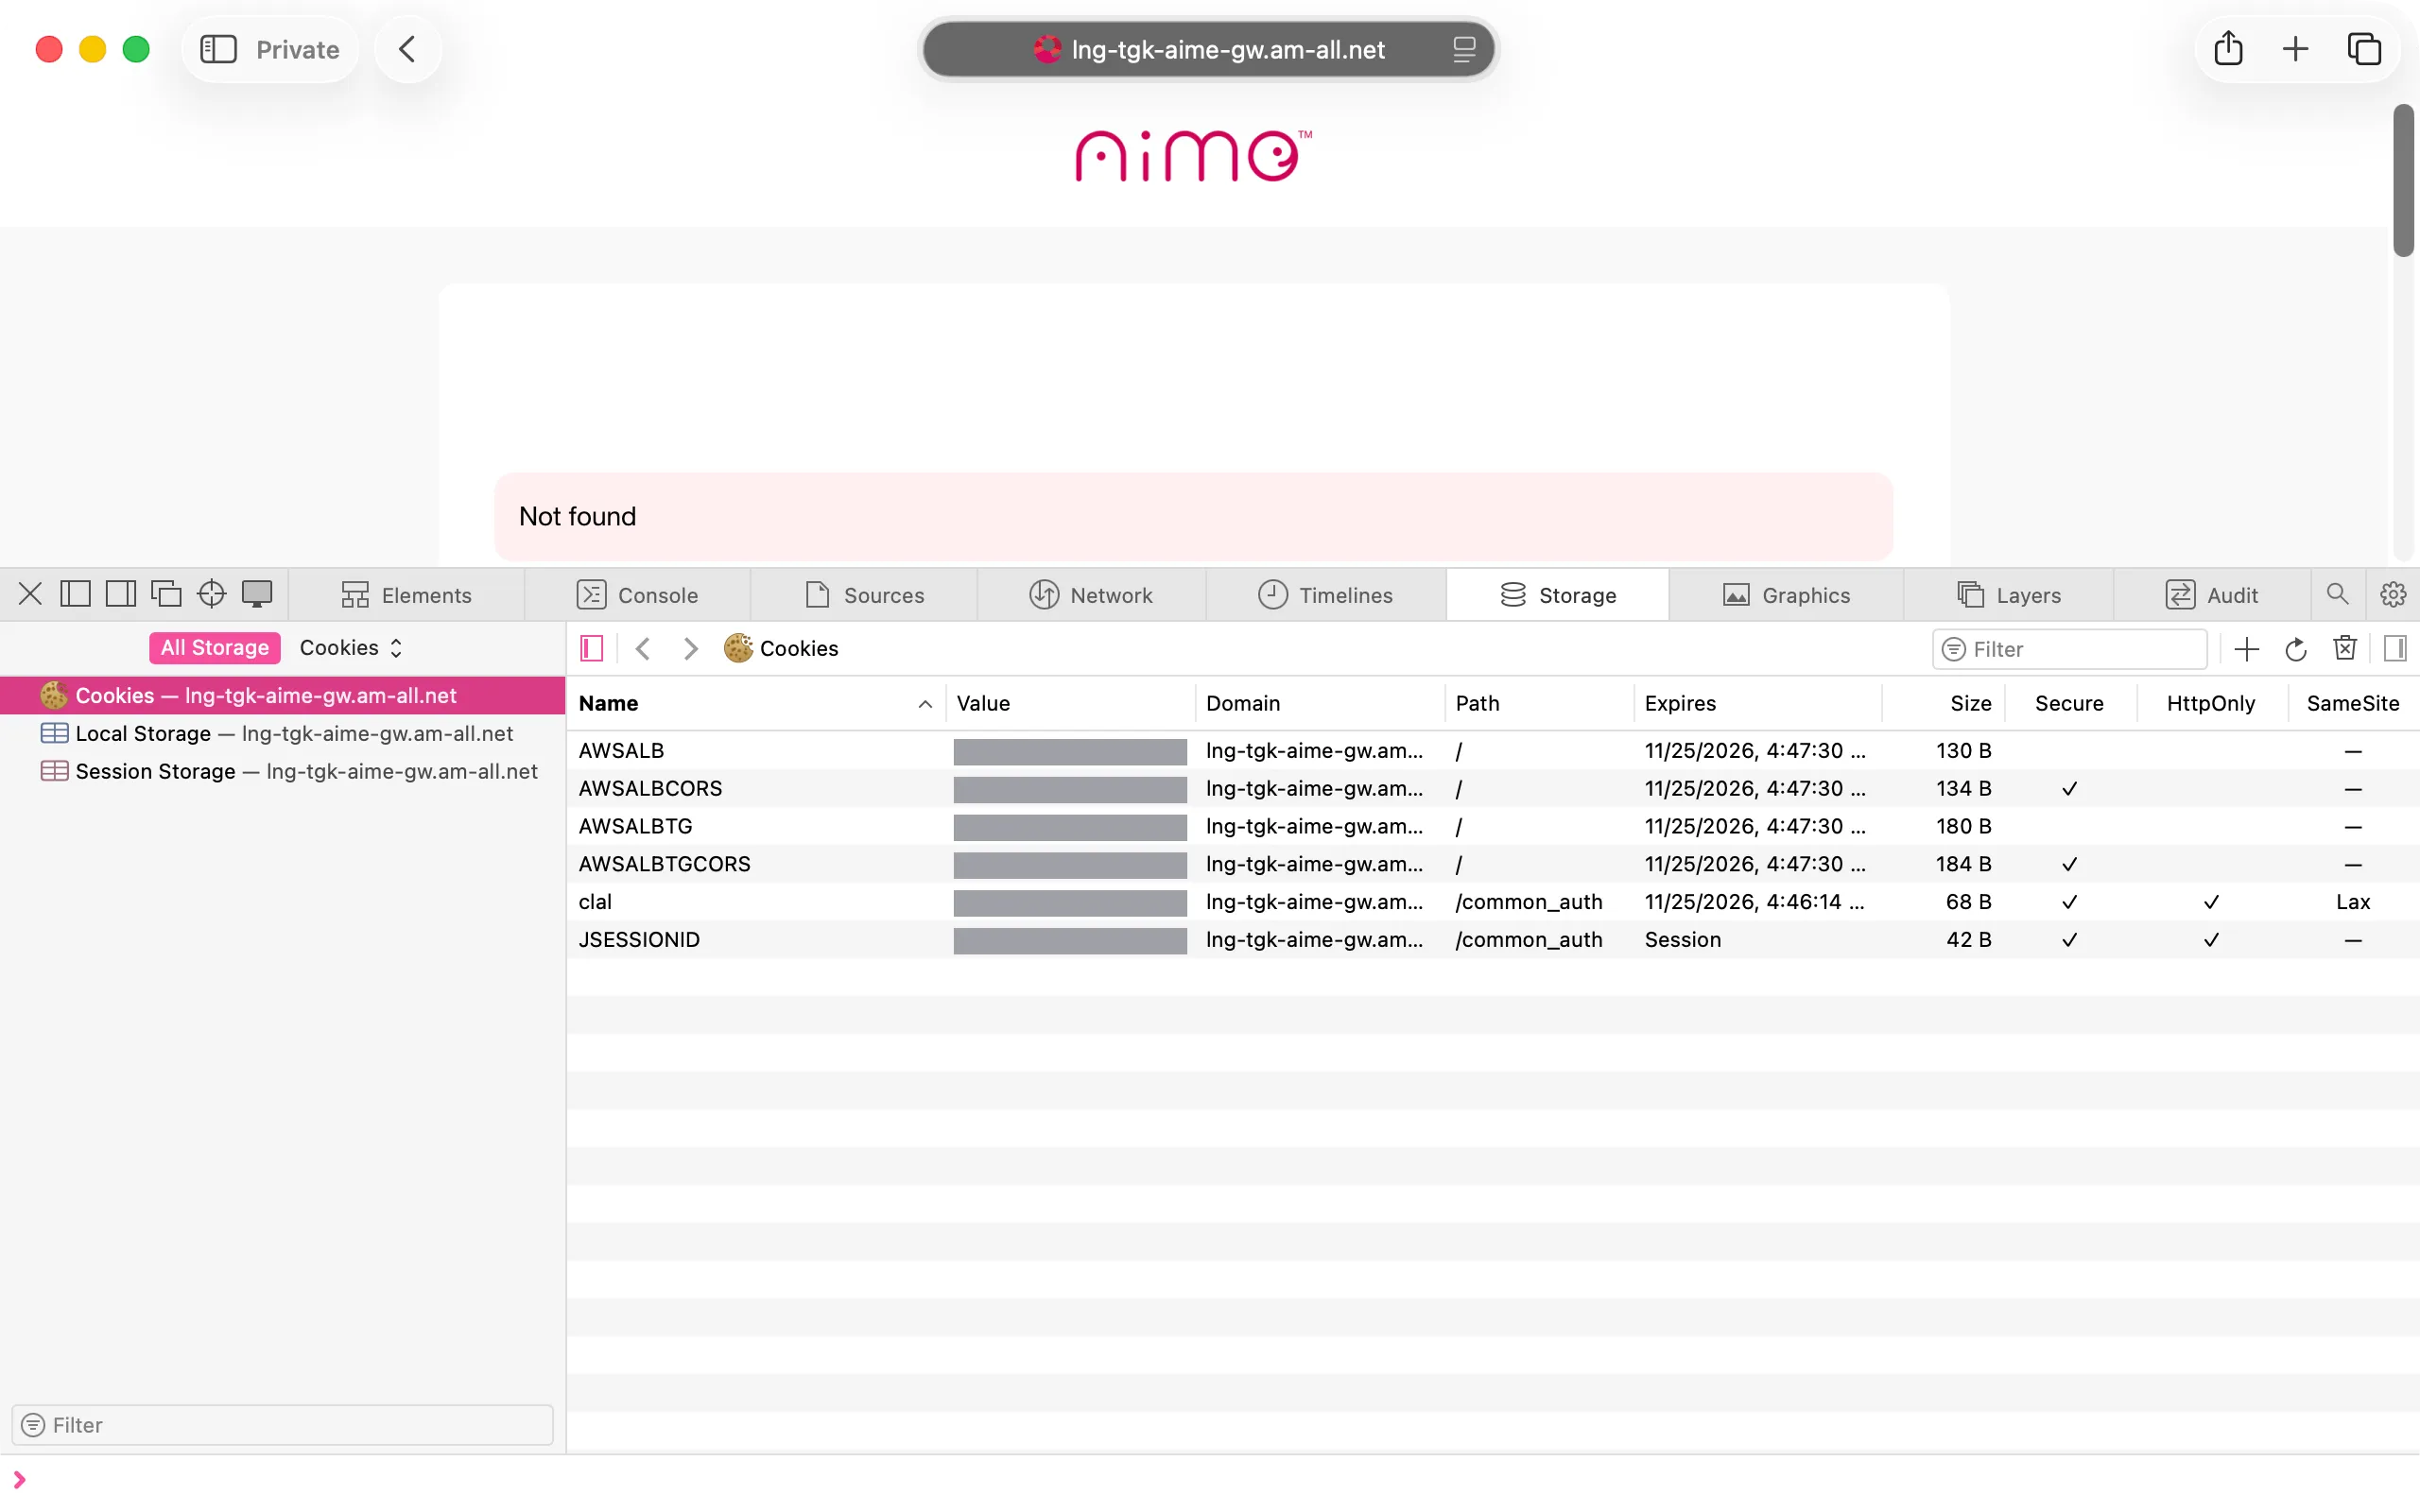 Private
lng-tgk-aime-gw.am-all.net
Aime™
Not found
Elements Console Sources Network Timelines Storage Graphics Layers Audit
All Storage Cookies
Cookies — lng-tgk-aime-gw.am-all.net
Local Storage — lng-tgk-aime-gw.am-all.net
Session Storage — lng-tgk-aime-gw.am-all.net
Filter
Cookies Filter
Name Value Domain Path Expires Size Secure HttpOnly SameSite
AWSALB lng-tgk-aime-gw.am... / 11/25/2026, 4:47:30 ... 130 B —
AWSALBCORS lng-tgk-aime-gw.am... / 11/25/2026, 4:47:30 ... 134 B ✓ —
AWSALBTG lng-tgk-aime-gw.am... / 11/25/2026, 4:47:30 ... 180 B —
AWSALBTGCORS lng-tgk-aime-gw.am... / 11/25/2026, 4:47:30 ... 184 B ✓ —
clal lng-tgk-aime-gw.am... /common_auth 11/25/2026, 4:46:14 ... 68 B ✓ ✓ Lax
JSESSIONID lng-tgk-aime-gw.am... /common_auth Session 42 B ✓ ✓ —